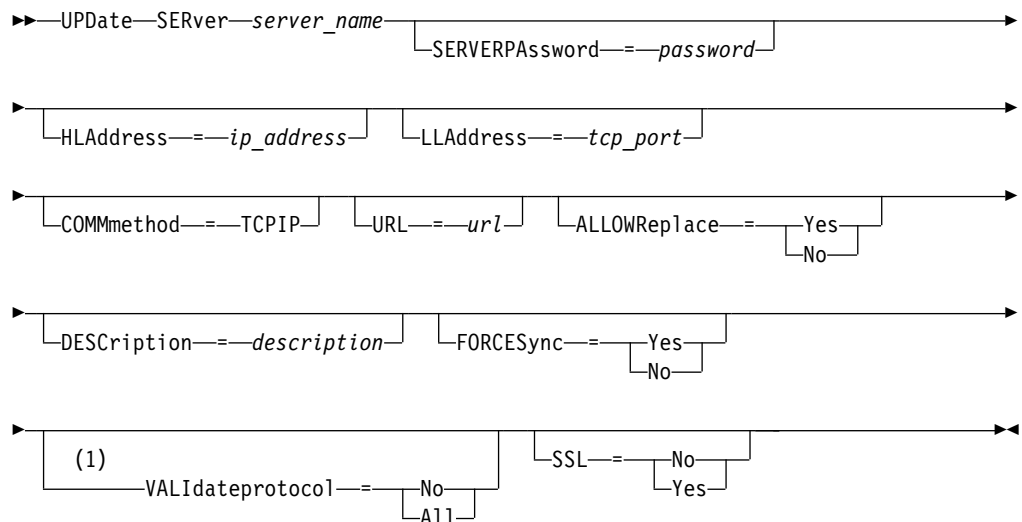 UPDate SERver server_name
SERVERPAssword = password
HLAddress = ip_address LLAddress = tcp_port
COMMmethod = TCPIP URL = url ALLOWReplace = Yes
No
DESCription = description FORCESync = Yes
No
(1)
VALIdateprotocol = No SSL = No
All Yes